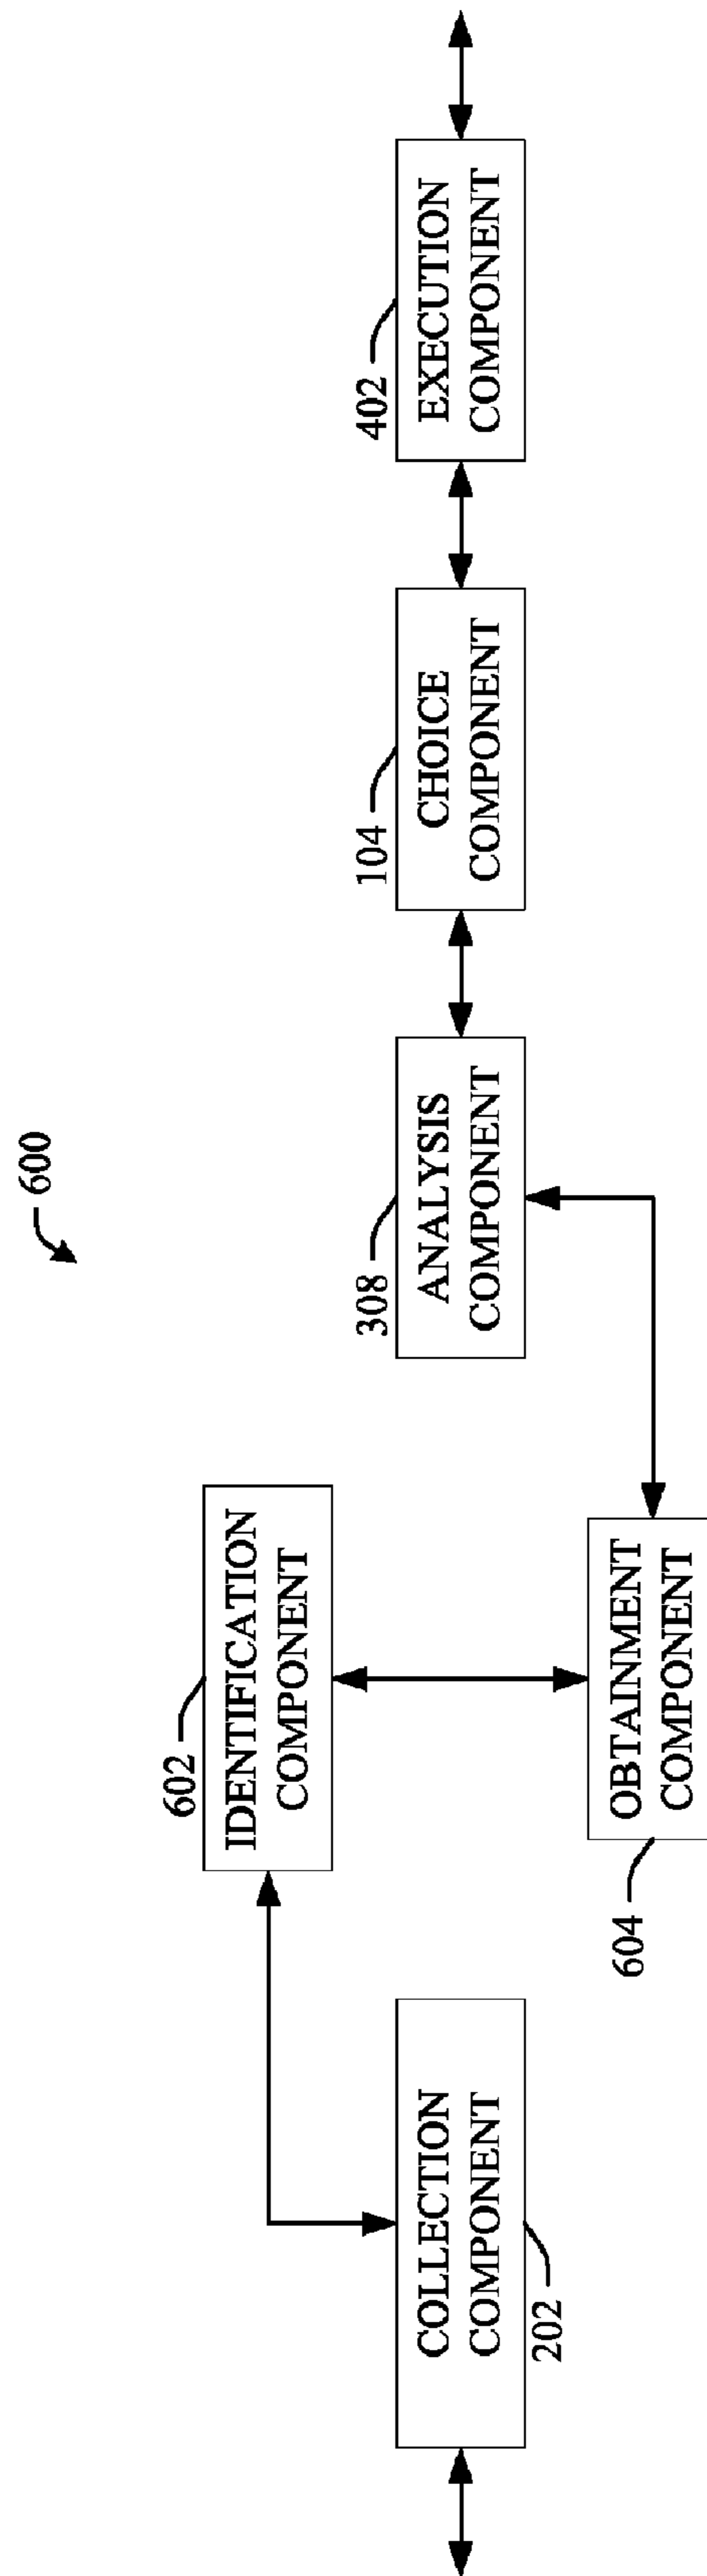 600
602
IDENTIFICATION
COMPONENT
COLLECTION
COMPONENT
202
OBTAINMENT
COMPONENT
604
308
ANALYSIS
COMPONENT
104
CHOICE
COMPONENT
402
EXECUTION
COMPONENT